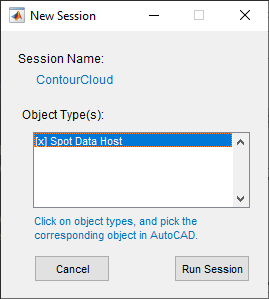 New Session
Session Name:
ContourCloud
Object Type(s):
[x] Spot Data Host
Click on object types, and pick the
corresponding object in AutoCAD.
Cancel
Run Session